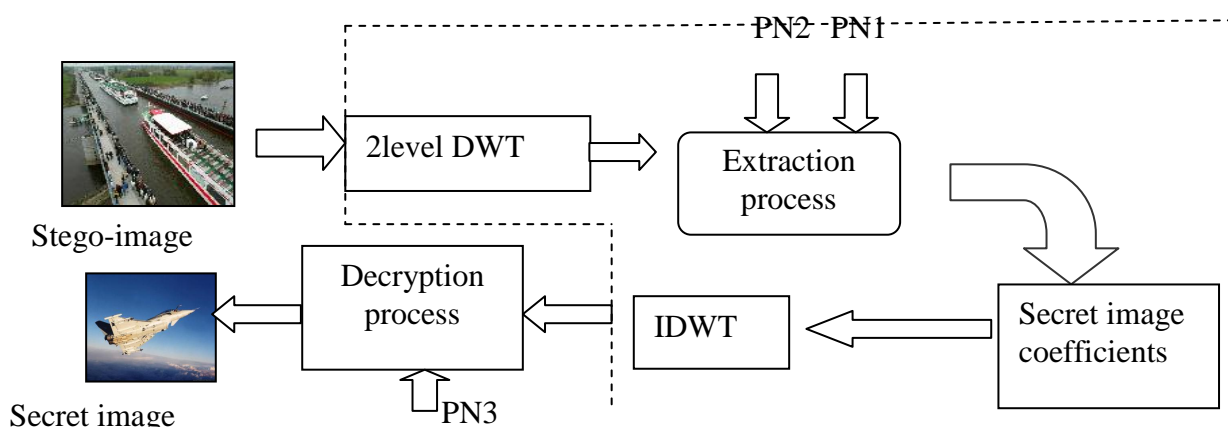 PN2 PN1
2level DWT
Extraction
process
Stego-image
Decryption
process
IDWT
Secret image
coefficients
PN3
Secret image